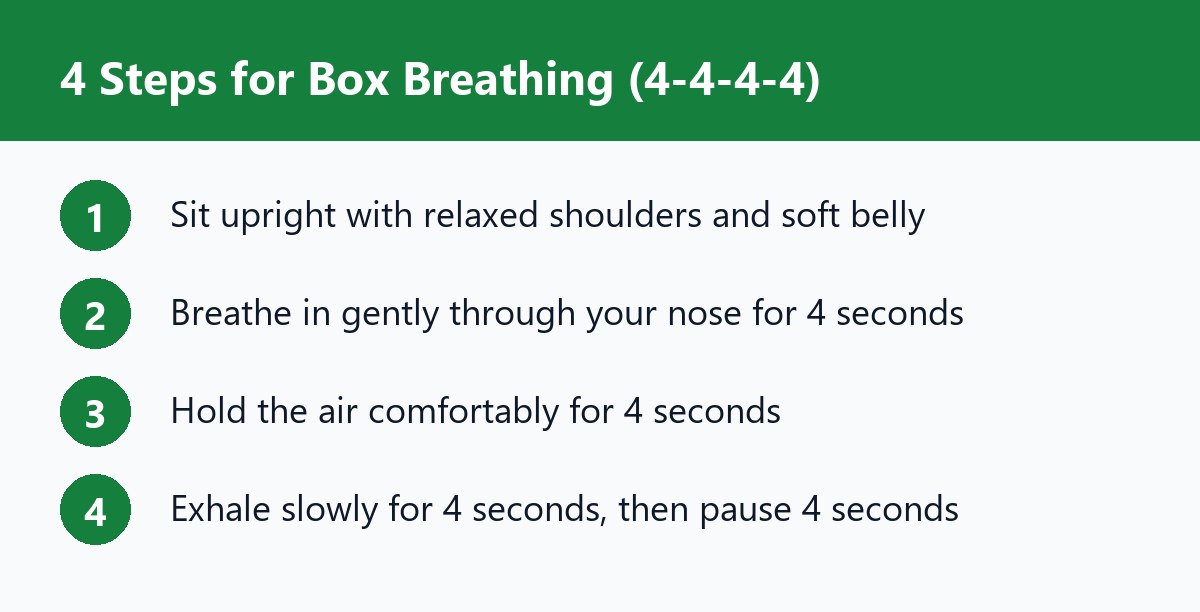 4 Steps for Box Breathing (4-4-4-4)
1 Sit upright with relaxed shoulders and soft belly
2 Breathe in gently through your nose for 4 seconds
3 Hold the air comfortably for 4 seconds
4 Exhale slowly for 4 seconds, then pause 4 seconds